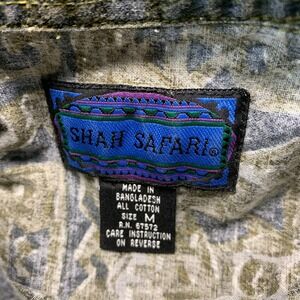 SHAH SAFARI®
MADE IN
BANGLADESH
ALL COTTON
SIZE M
R.N. 67572
CARE INSTRUCTION
ON REVERSE